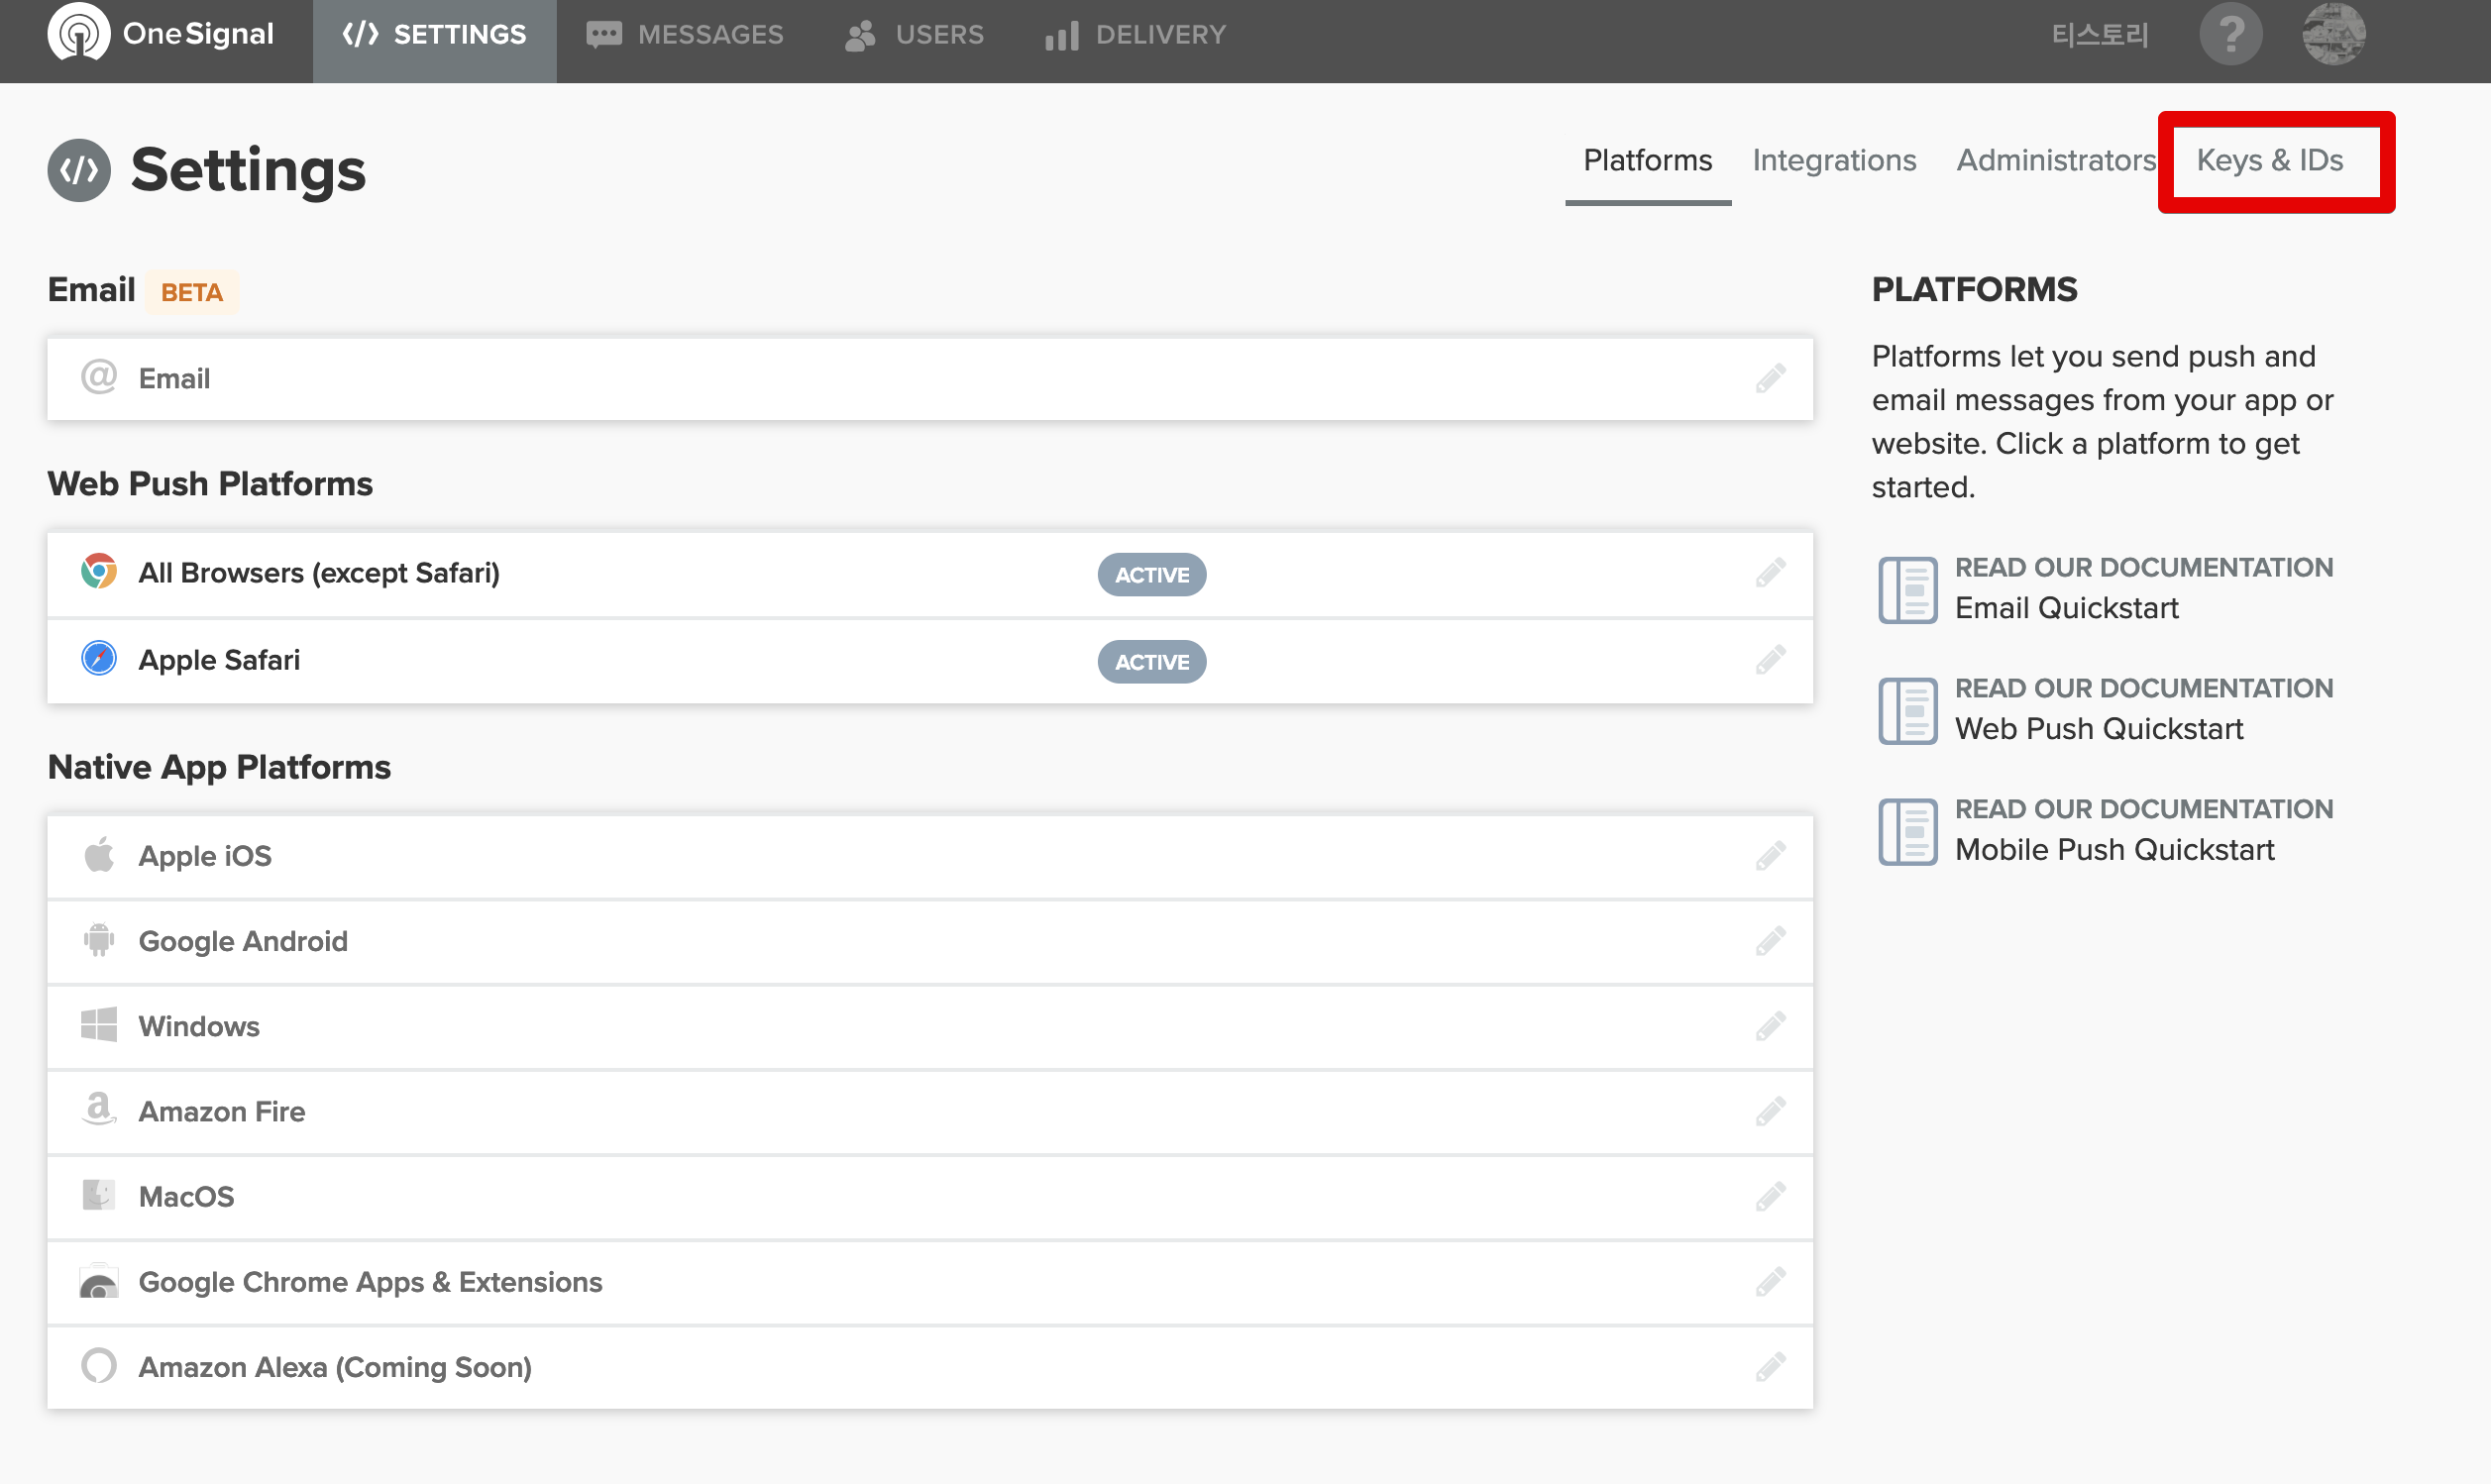 OneSignal
</> SETTINGS
MESSAGES
USERS
DELIVERY
티스토리
?
</> Settings
Platforms
Integrations
Administrators
Keys & IDs
Email BETA
@ Email
Web Push Platforms
All Browsers (except Safari) ACTIVE
Apple Safari ACTIVE
Native App Platforms
Apple iOS
Google Android
Windows
a Amazon Fire
MacOS
Google Chrome Apps & Extensions
Amazon Alexa (Coming Soon)
PLATFORMS
Platforms let you send push and
email messages from your app or
website. Click a platform to get
started.
READ OUR DOCUMENTATION
Email Quickstart
READ OUR DOCUMENTATION
Web Push Quickstart
READ OUR DOCUMENTATION
Mobile Push Quickstart